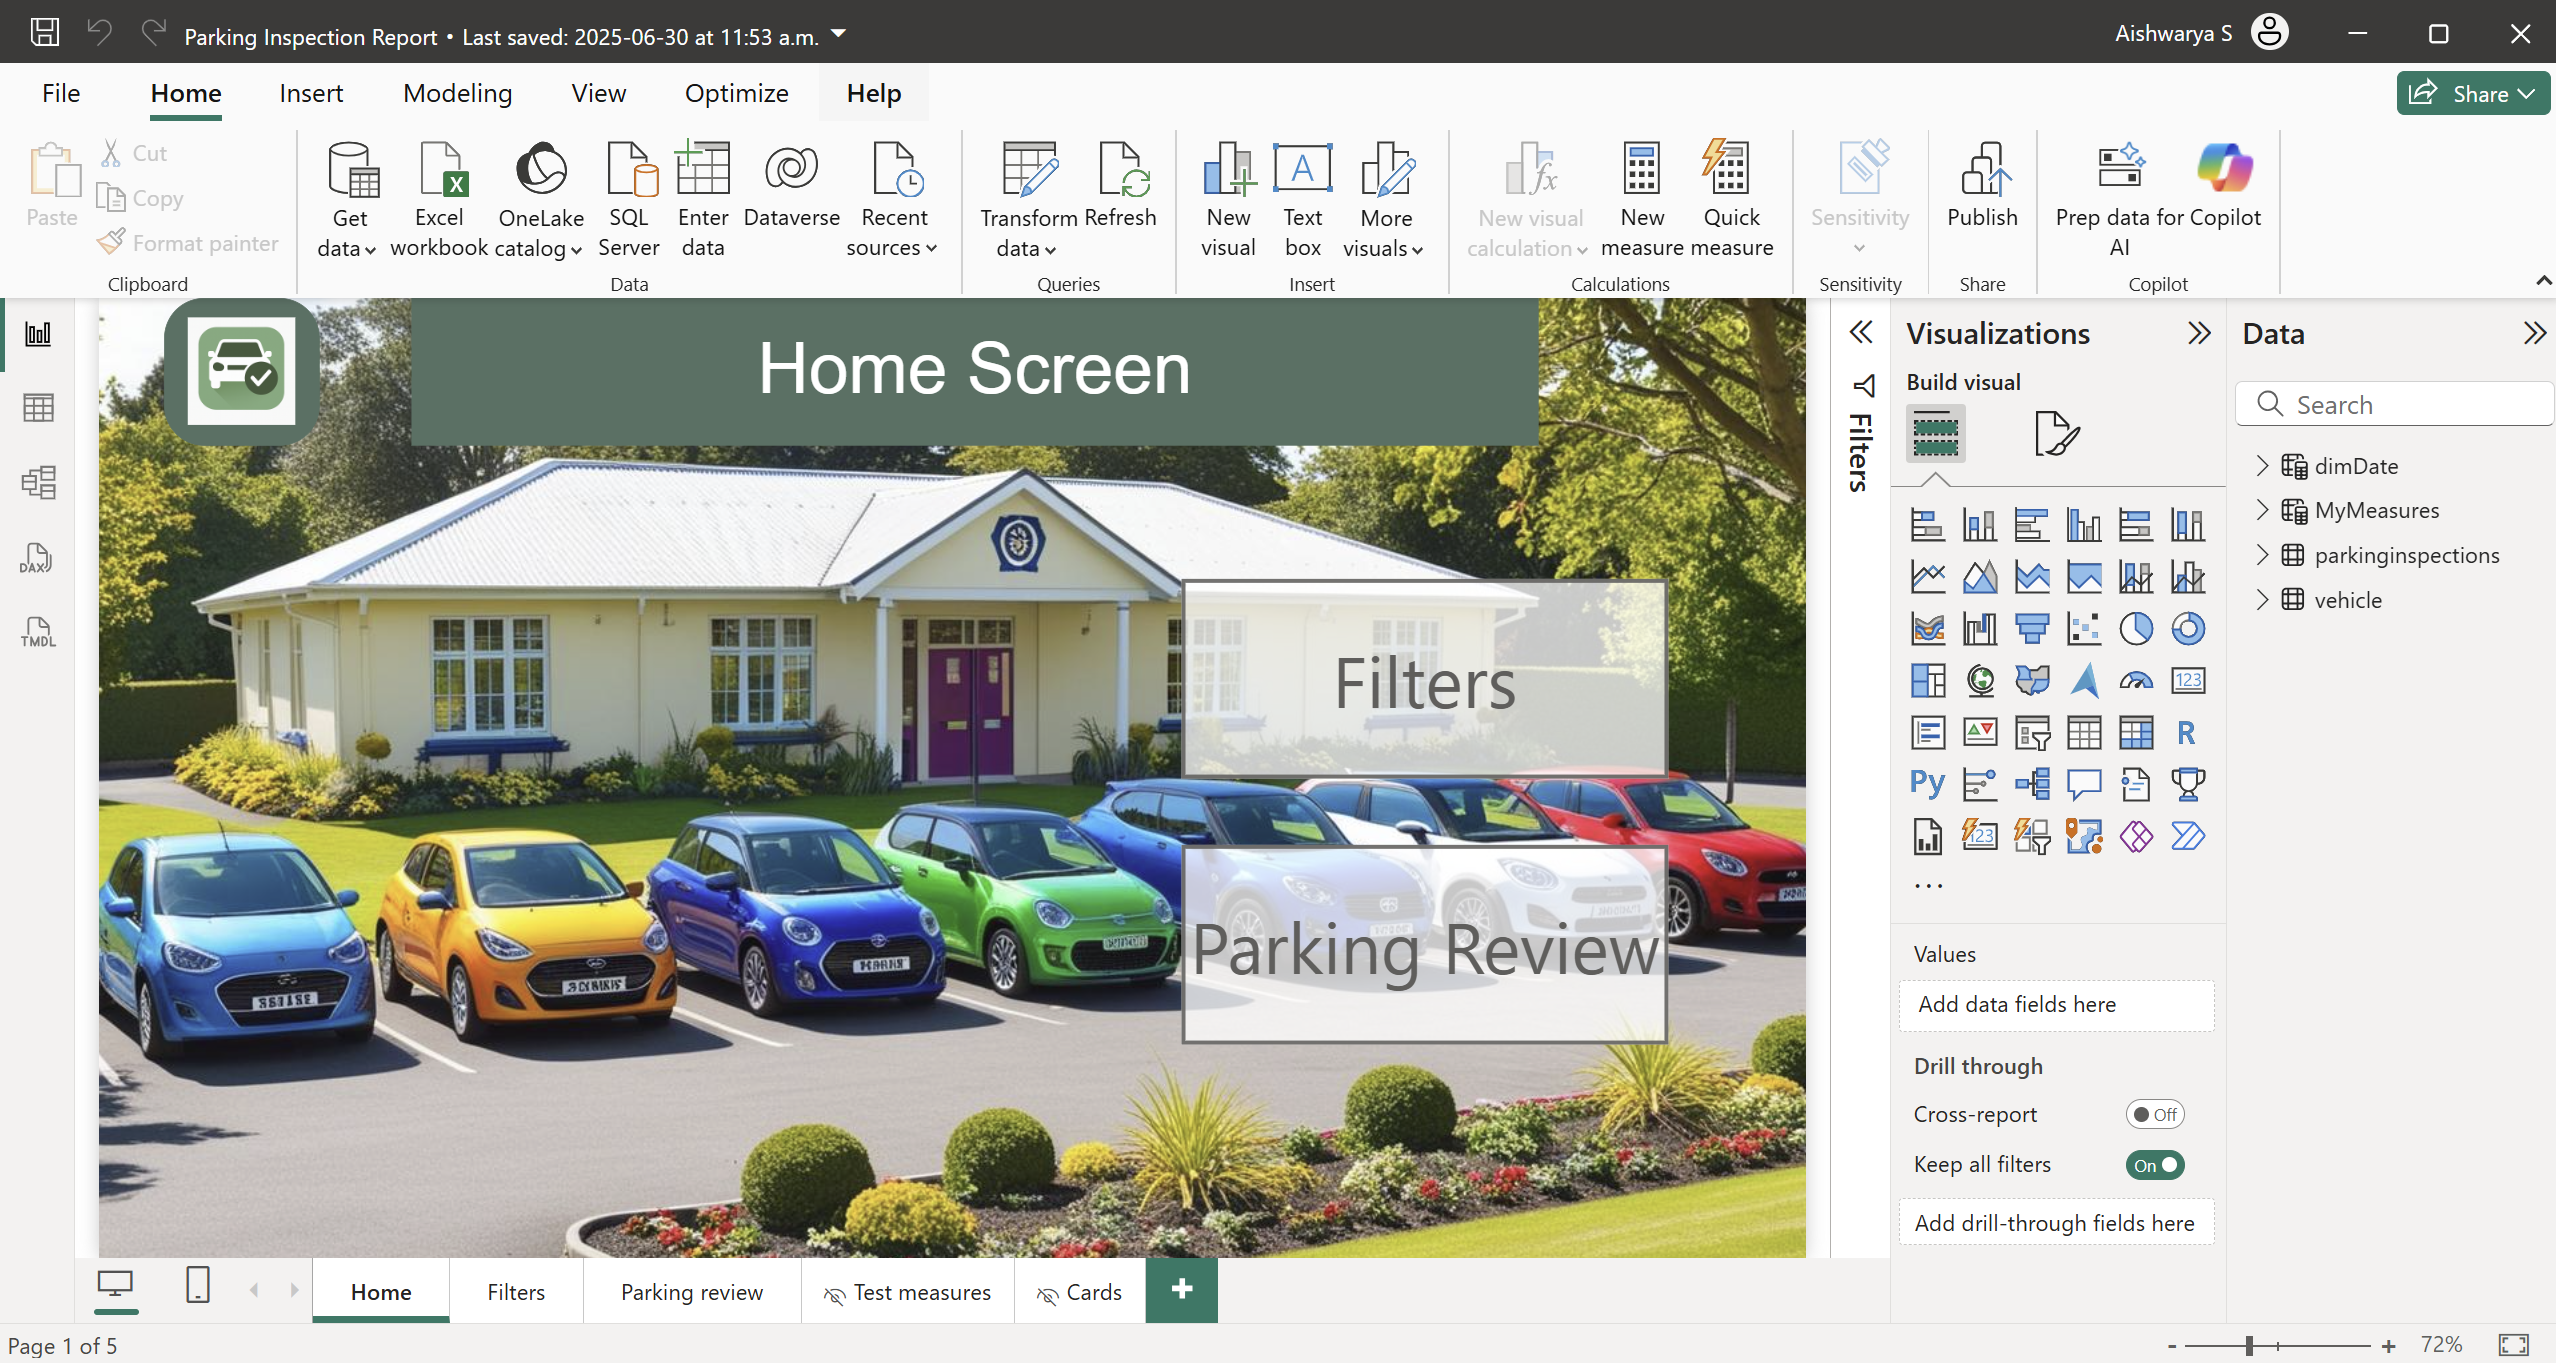 Parking Inspection Report • Last saved: 2025-06-30 at 11:53 a.m.
Aishwarya S
File
Home
Insert
Modeling
View
Optimize
Help
Share
Paste
Cut
Copy
Format painter
Clipboard
Get data
Excel workbook
OneLake catalog
SQL Server
Enter data
Dataverse
Recent sources
Data
Transform data
Refresh
Queries
New visual
A
Text box
More visuals
Insert
fx
New visual calculation
New measure
Quick measure
Calculations
Sensitivity
Sensitivity
Publish
Share
Prep data for AI
Copilot
Copilot
DAX
TMDL
Home Screen
Filters
Parking Review
Filters
Visualizations
Build visual
123
R
Py
123
Values
Add data fields here
Drill through
Cross-report
Off
Keep all filters
On
Add drill-through fields here
Data
Search
dimDate
MyMeasures
parkinginspections
vehicle
Home
Filters
Parking review
Test measures
Cards
+
Page 1 of 5
-
+
72%